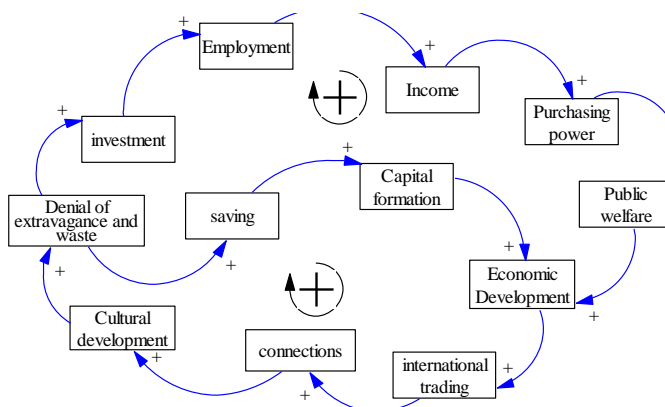 Employment
+
+
Income
+
Purchasing
power
+
investment
+
Denial of
extravagance and
waste
+
saving
+
Capital
formation
+
Public
welfare
+
Economic
Development
+
Cultural
development
+
connections
+
international
trading
+